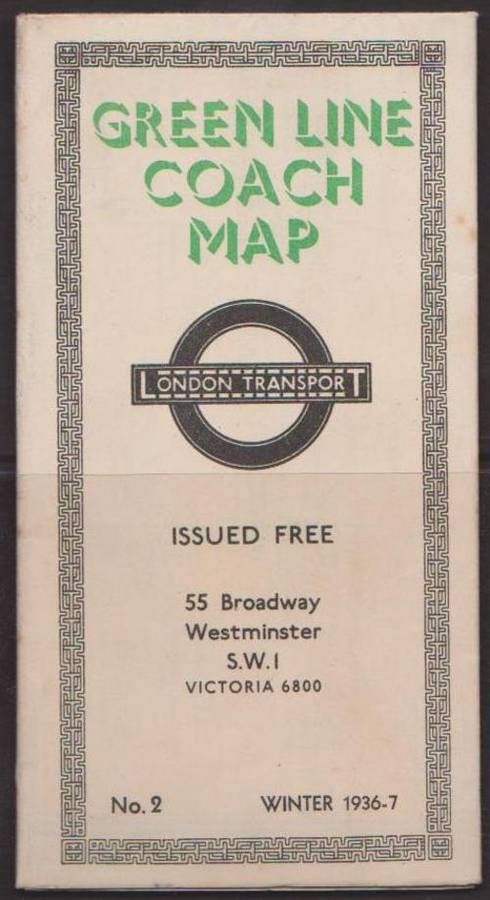 GREEN LINE
COACH
MAP
LONDON TRANSPORT
ISSUED FREE
55 Broadway
Westminster
S.W.1
VICTORIA 6800
No. 2 WINTER 1936-7